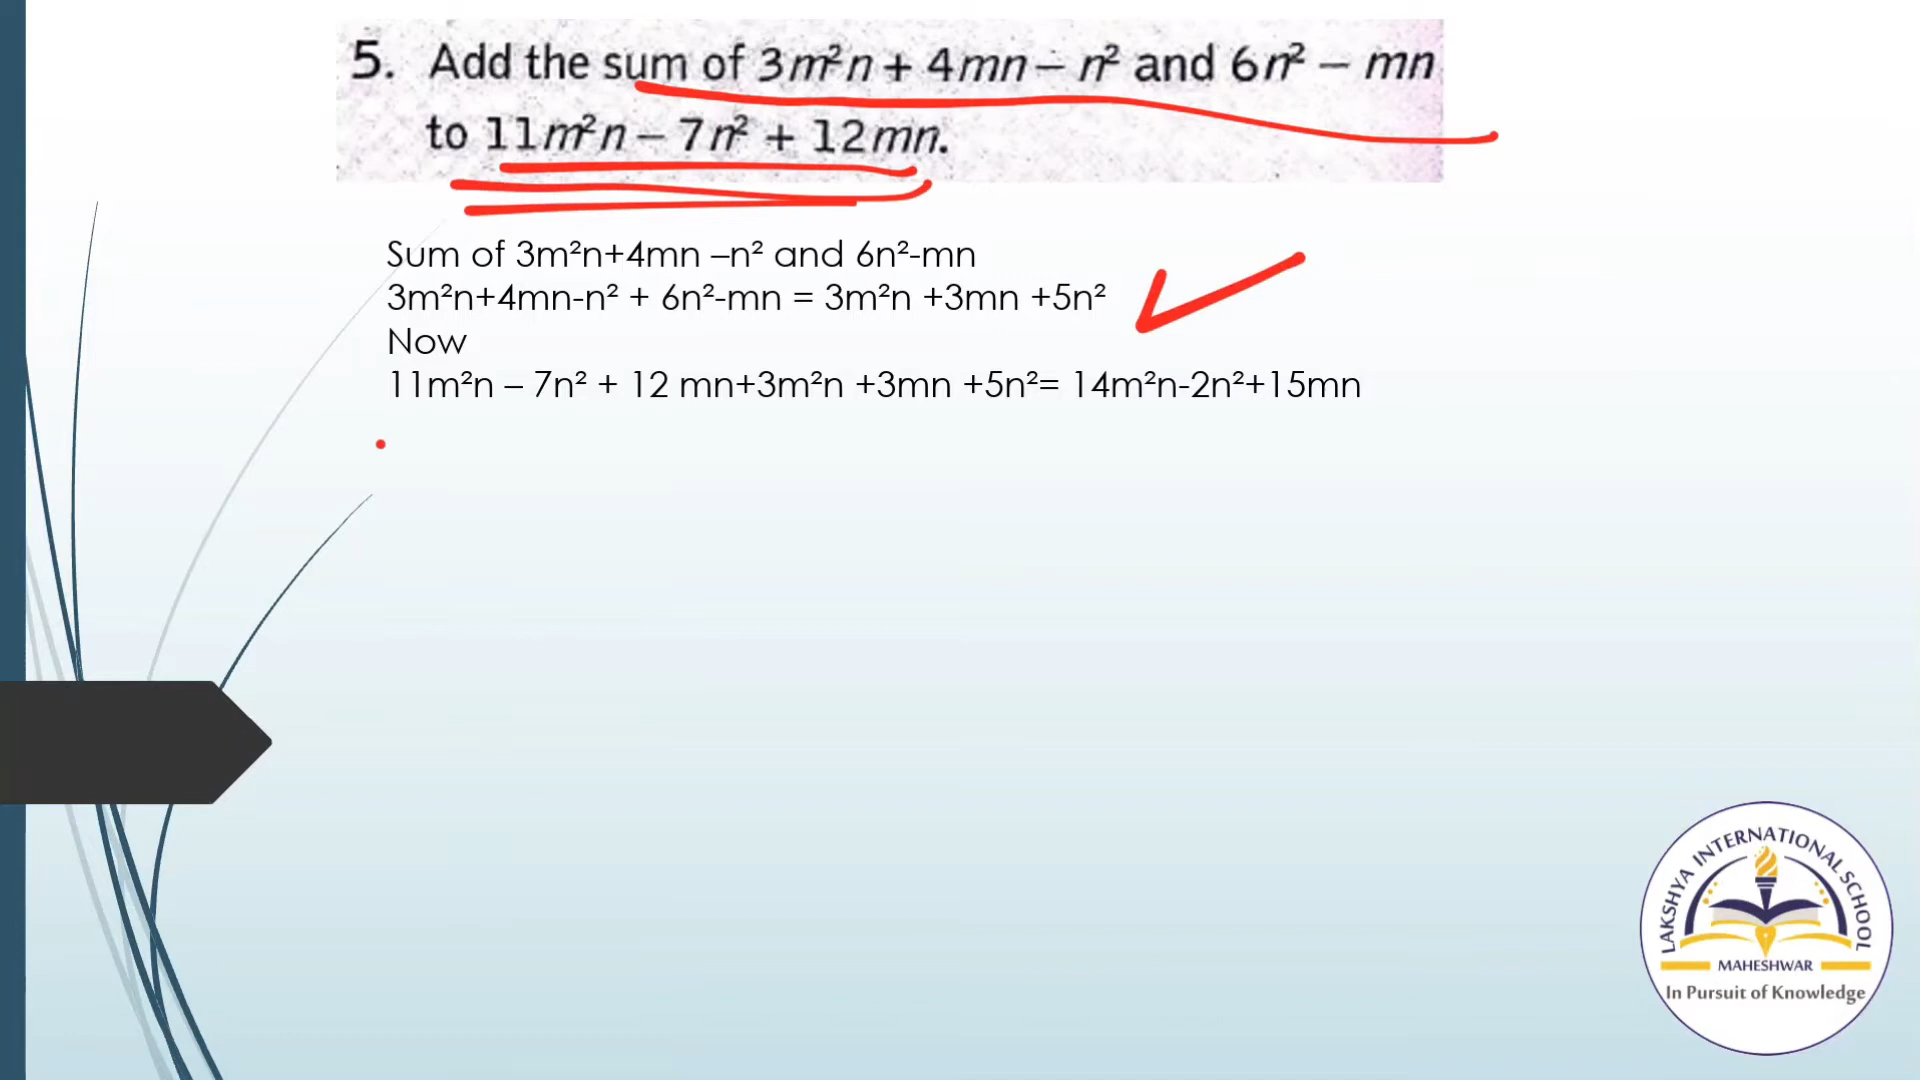 5. Add the sum of 3m²n + 4mn – n² and 6n² – mn
to 11m²n – 7n² + 12mn.
Sum of 3m²n+4mn –n² and 6n²-mn
3m²n+4mn-n² + 6n²-mn = 3m²n +3mn +5n²
Now
11m²n – 7n² + 12 mn+3m²n +3mn +5n²= 14m²n-2n²+15mn
LAKSHYA INTERNATIONAL SCHOOL
MAHESHWAR
In Pursuit of Knowledge